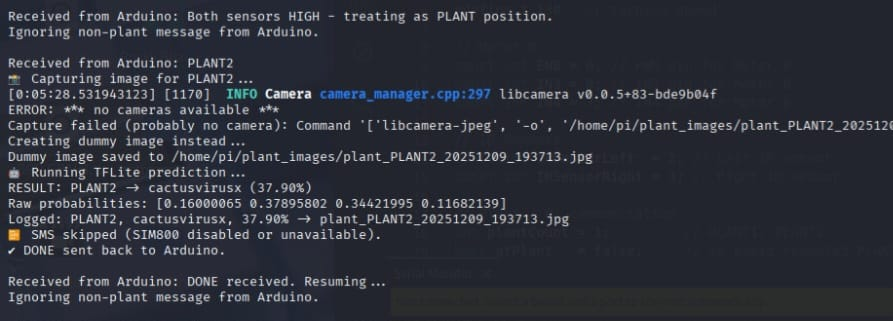 Received from Arduino: Both sensors HIGH - treating as PLANT position.
Ignoring non-plant message from Arduino.
Received from Arduino: PLANT2
📸 Capturing image for PLANT2...
[0:05:28.531943123] [1170]  INFO Camera camera_manager.cpp:297 libcamera v0.0.5+83-bde9b04f
ERROR: *** no cameras available ***
Capture failed (probably no camera): Command '['libcamera-jpeg', '-o', '/home/pi/plant_images/plant_PLANT2_2025120
Creating dummy image instead...
Dummy image saved to /home/pi/plant_images/plant_PLANT2_20251209_193713.jpg
🤖 Running TFLite prediction...
RESULT: PLANT2 → cactusvirusx (37.90%)
Raw probabilities: [0.16000065 0.37895802 0.34421995 0.11682139]
Logged: PLANT2, cactusvirusx, 37.90% → plant_PLANT2_20251209_193713.jpg
SMS skipped (SIM800 disabled or unavailable).
✔ DONE sent back to Arduino.
Received from Arduino: DONE received. Resuming...
Ignoring non-plant message from Arduino.